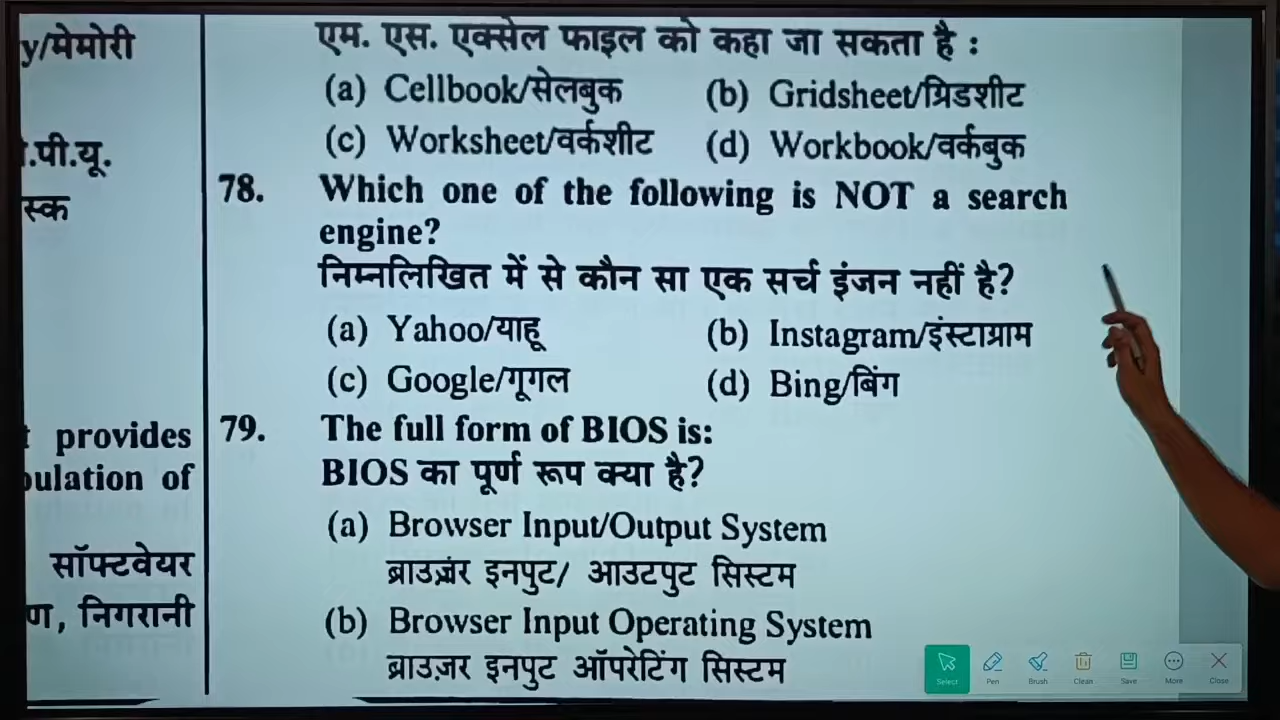 y/मेमोरी
.पी.यू.
स्क
provides
ulation of
सॉफ्टवेयर
ण, निगरानी
एम. एस. एक्सेल फाइल को कहा जा सकता है :
(a) Cellbook/सेलबुक (b) Gridsheet/ग्रिडशीट
(c) Worksheet/वर्कशीट (d) Workbook/वर्कबुक
78. Which one of the following is NOT a search
engine?
निम्नलिखित में से कौन सा एक सर्च इंजन नहीं है?
(a) Yahoo/याहू (b) Instagram/इंस्टाग्राम
(c) Google/गूगल (d) Bing/बिंग
79. The full form of BIOS is:
BIOS का पूर्ण रूप क्या है?
(a) Browser Input/Output System
ब्राउज़ंर इनपुट/ आउटपुट सिस्टम
(b) Browser Input Operating System
ब्राउज़र इनपुट ऑपरेटिंग सिस्टम
Select Pen Brush Clean Save More Close